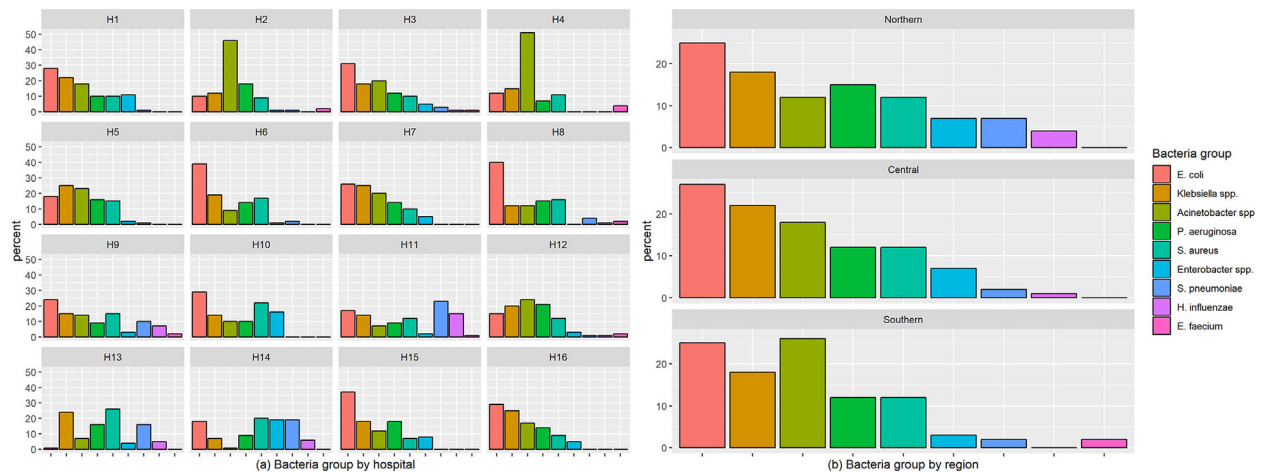 H1 H2 H3 H4
50
40
30
20
10
0
H5 H6 H7 H8
50
40
30
20
10
0
percent
H9 H10 H11 H12
50
40
30
20
10
0
H13 H14 H15 H16
50
40
30
20
10
0
(a) Bacteria group by hospital
Northern
20
10
0
Central
20
10
0
percent
Southern
20
10
0
(b) Bacteria group by region
Bacteria group
E. coli
Klebsiella spp.
Acinetobacter spp
P. aeruginosa
S. aureus
Enterobacter spp.
S. pneumoniae
H. influenzae
E. faecium